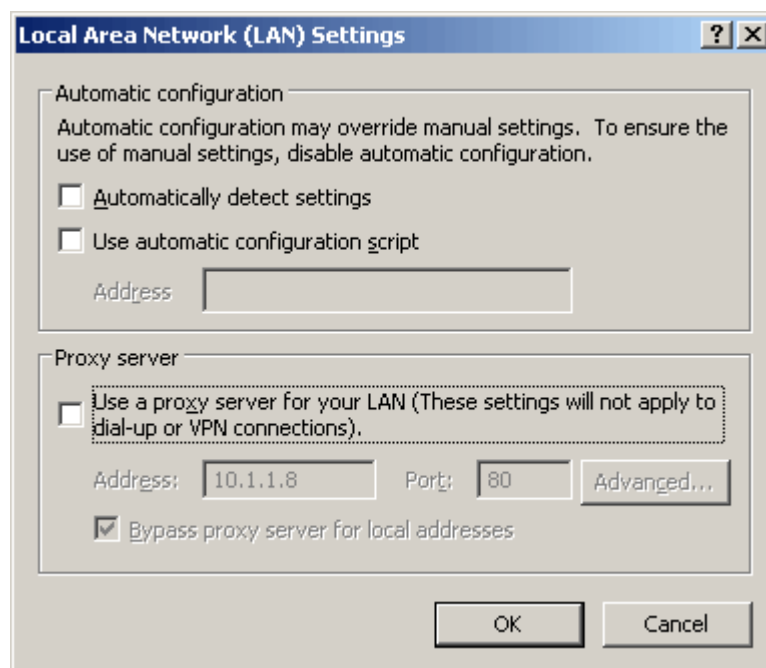 Local Area Network (LAN) Settings
Automatic configuration
Automatic configuration may override manual settings.  To ensure the
use of manual settings, disable automatic configuration.
Automatically detect settings
Use automatic configuration script
Address
Proxy server
Use a proxy server for your LAN (These settings will not apply to
dial-up or VPN connections).
Address: 10.1.1.8 Port: 80 Advanced...
Bypass proxy server for local addresses
OK Cancel